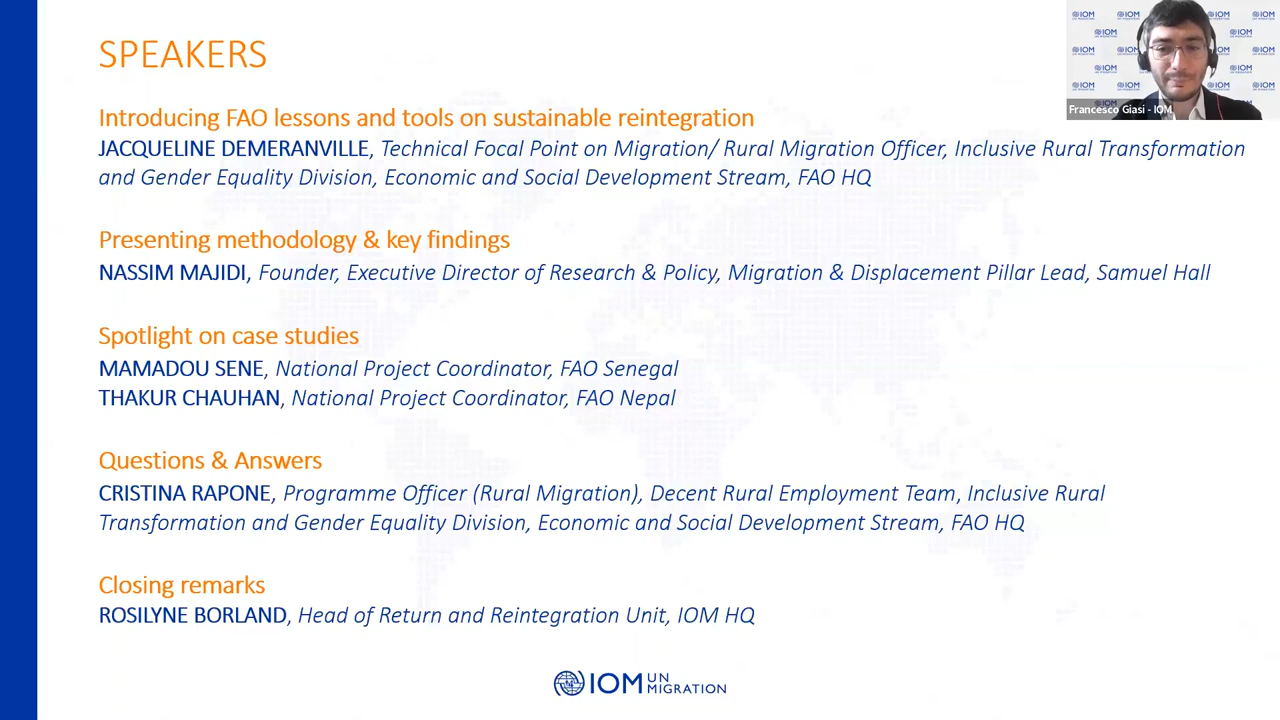 SPEAKERS
Introducing FAO lessons and tools on sustainable reintegration
JACQUELINE DEMERANVILLE, Technical Focal Point on Migration/ Rural Migration Officer, Inclusive Rural Transformation
and Gender Equality Division, Economic and Social Development Stream, FAO HQ
Presenting methodology & key findings
NASSIM MAJIDI, Founder, Executive Director of Research & Policy, Migration & Displacement Pillar Lead, Samuel Hall
Spotlight on case studies
MAMADOU SENE, National Project Coordinator, FAO Senegal
THAKUR CHAUHAN, National Project Coordinator, FAO Nepal
Questions & Answers
CRISTINA RAPONE, Programme Officer (Rural Migration), Decent Rural Employment Team, Inclusive Rural
Transformation and Gender Equality Division, Economic and Social Development Stream, FAO HQ
Closing remarks
ROSILYNE BORLAND, Head of Return and Reintegration Unit, IOM HQ
IOM UN MIGRATION
Francesco Giasi - IOM